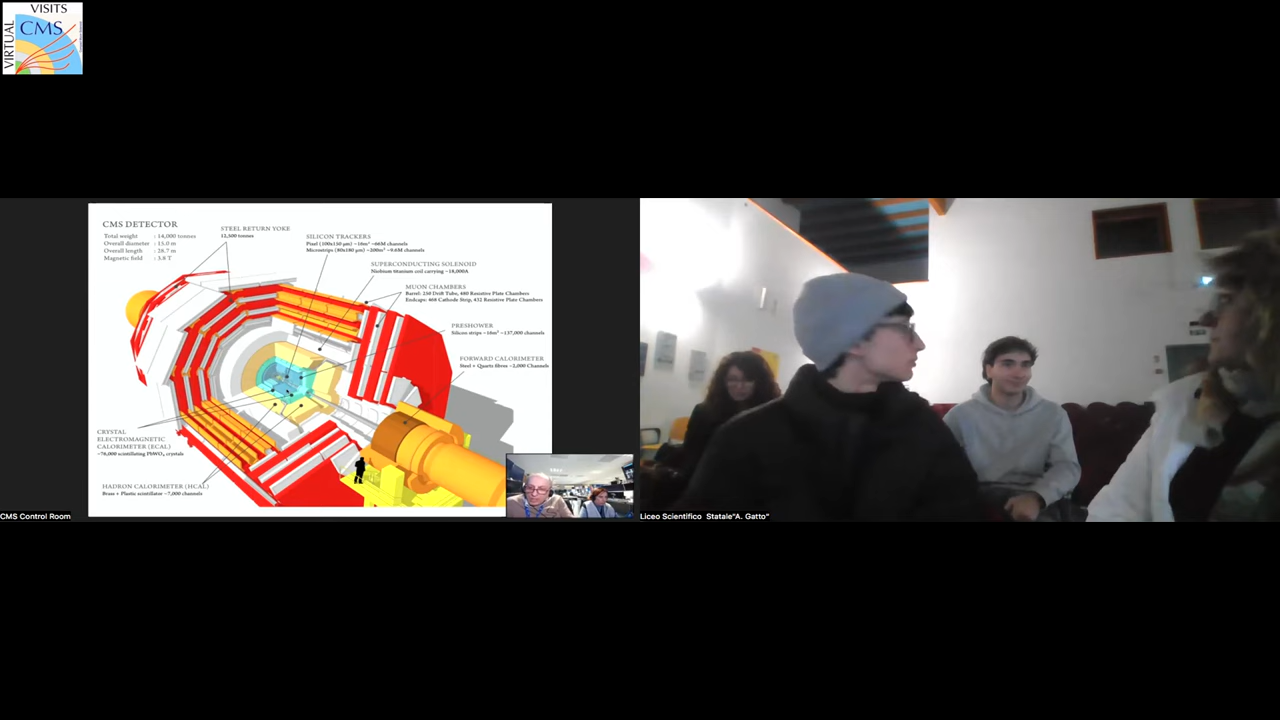 VISITS
CMS
VIRTUAL
CMS DETECTOR
Total weight : 14,000 tonnes
Overall diameter : 15.0 m
Overall length : 28.7 m
Magnetic field : 3.8 T
STEEL RETURN YOKE
12,500 tonnes
SILICON TRACKERS
Pixel (100x150 μm) ~16m² ~66M channels
Microstrips (80x180 μm) ~200m² ~9.6M channels
SUPERCONDUCTING SOLENOID
Niobium titanium coil carrying ~18,000A
MUON CHAMBERS
Barrel: 250 Drift Tube, 480 Resistive Plate Chambers
Endcaps: 468 Cathode Strip, 432 Resistive Plate Chambers
PRESHOWER
Silicon strips ~16m² ~137,000 channels
FORWARD CALORIMETER
Steel + Quartz fibres ~2,000 Channels
CRYSTAL
ELECTROMAGNETIC
CALORIMETER (ECAL)
~76,000 scintillating PbWO₄ crystals
HADRON CALORIMETER (HCAL)
Brass + Plastic scintillator ~7,000 channels
CMS Control Room
Liceo Scientifico Statale"A. Gatto"